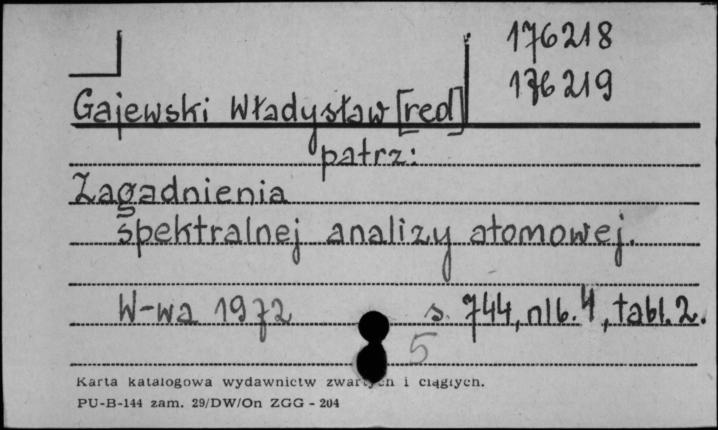 176218
176219
Gajewski Władysław [red]
patrz:
Zagadnienia
spektralnej analizy atomowej.
W-wa 1972 s. 744, nlb. 4, tabl. 2.
5
Karta katalogowa wydawnictw zwartych i ciągłych.
PU-B-144 zam. 29/DW/On ZGG - 204